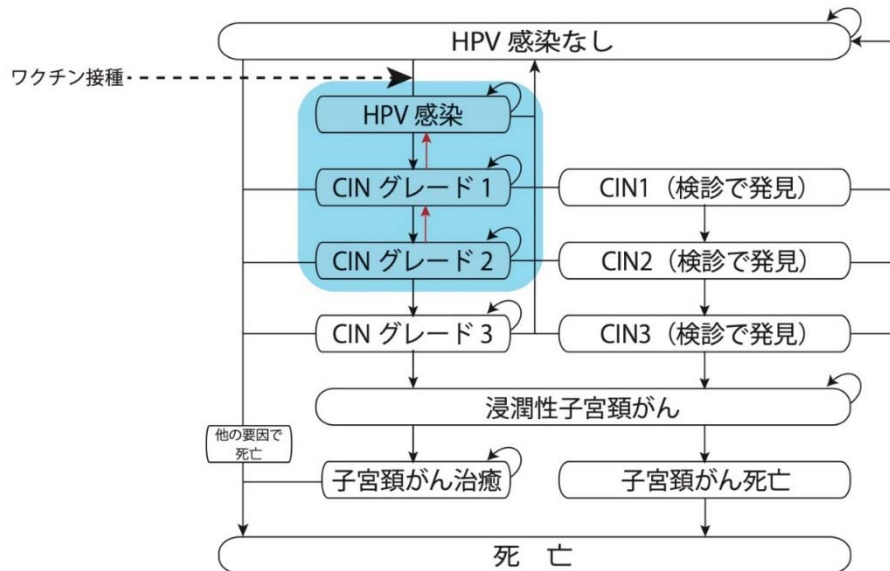 HPV 感染なし
ワクチン接種
HPV 感染
CIN グレード 1
CIN1（検診で発見）
CIN グレード 2
CIN2（検診で発見）
CIN グレード 3
CIN3（検診で発見）
浸潤性子宮頚がん
他の要因で
死亡
子宮頚がん治癒
子宮頚がん死亡
死　亡